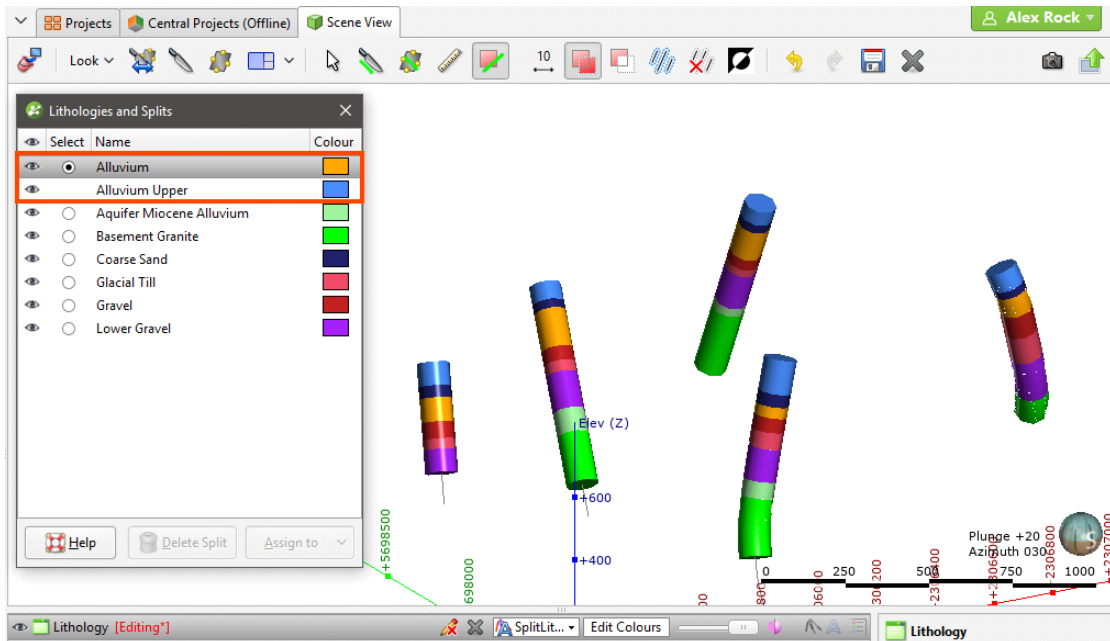 Projects Central Projects (Offline) Scene View Alex Rock
Look 10
Lithologies and Splits
Select Name Colour
Alluvium
Alluvium Upper
Aquifer Miocene Alluvium
Basement Granite
Coarse Sand
Glacial Till
Gravel
Lower Gravel
Help Delete Split Assign to
Elev (Z)
+600
+400
+5698500
698000
Plunge +20
Azimuth 030
S
0 250 500 750 1000
Lithology [Editing*] SplitLit... Edit Colours Lithology